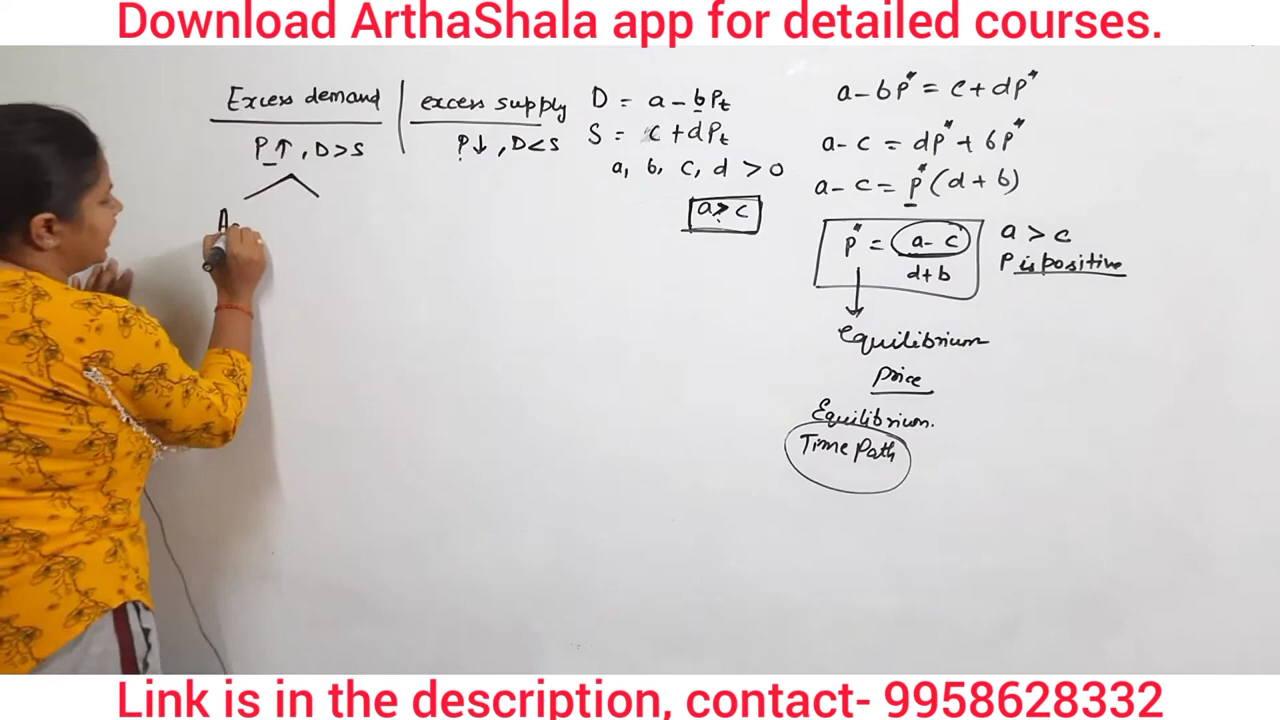 Download ArthaShala app for detailed courses.
Excess demand
P↑, D>S
excess supply
P↓, D<S
D = a - bPt
S = c + dPt
a, b, c, d > 0
a > c
a - bP* = c + dP*
a - c = dP* + bP*
a - c = P*(d + b)
P* = a - c
d + b
a > c
P is positive
Equilibrium
Price
Equilibrium.
Time Path
Link is in the description, contact- 9958628332